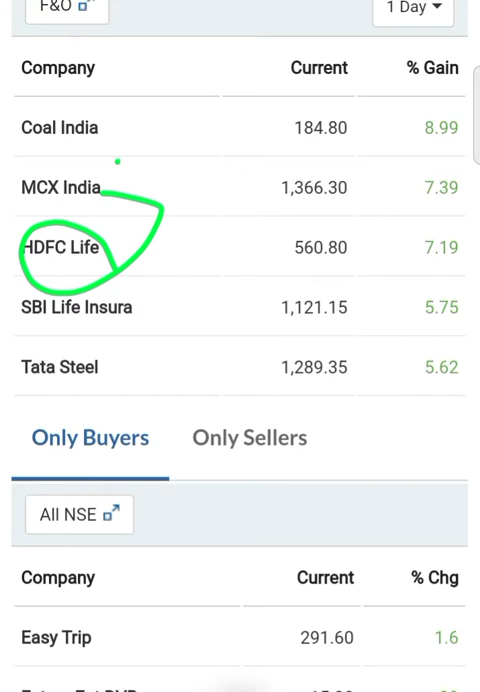 F&O 1 Day
Company Current % Gain
Coal India 184.80 8.99
MCX India 1,366.30 7.39
HDFC Life 560.80 7.19
SBI Life Insura 1,121.15 5.75
Tata Steel 1,289.35 5.62
Only Buyers Only Sellers
All NSE
Company Current % Chg
Easy Trip 291.60 1.6